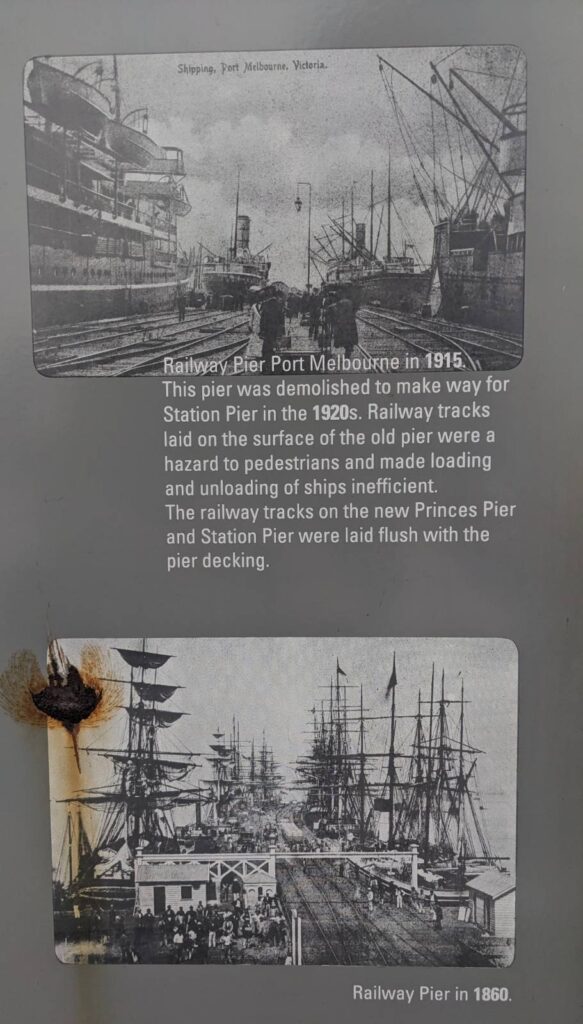 Shipping, Port Melbourne, Victoria.
Railway Pier Port Melbourne in 1915.
This pier was demolished to make way for
Station Pier in the 1920s. Railway tracks
laid on the surface of the old pier were a
hazard to pedestrians and made loading
and unloading of ships inefficient.
The railway tracks on the new Princes Pier
and Station Pier were laid flush with the
pier decking.
Railway Pier in 1860.